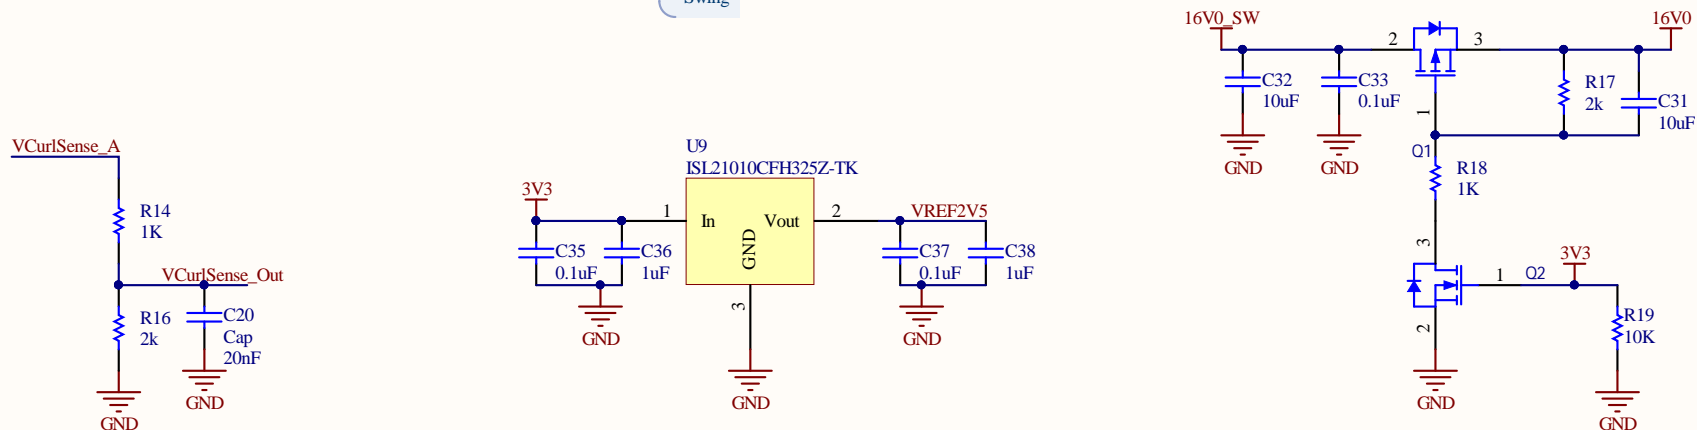 Swing
VCurlSense_A
R14
1K
VCurlSense_Out
R16
2k
C20
Cap
20nF
GND
GND
3V3
C35
0.1uF
C36
1uF
GND
U9
ISL21010CFH325Z-TK
1
In
Vout
GND
2
3
GND
VREF2V5
C37
0.1uF
C38
1uF
GND
16V0_SW
C32
10uF
GND
C33
0.1uF
GND
2
3
1
Q1
16V0
R17
2k
C31
10uF
R18
1K
3
1
Q2
2
GND
3V3
R19
10K
GND